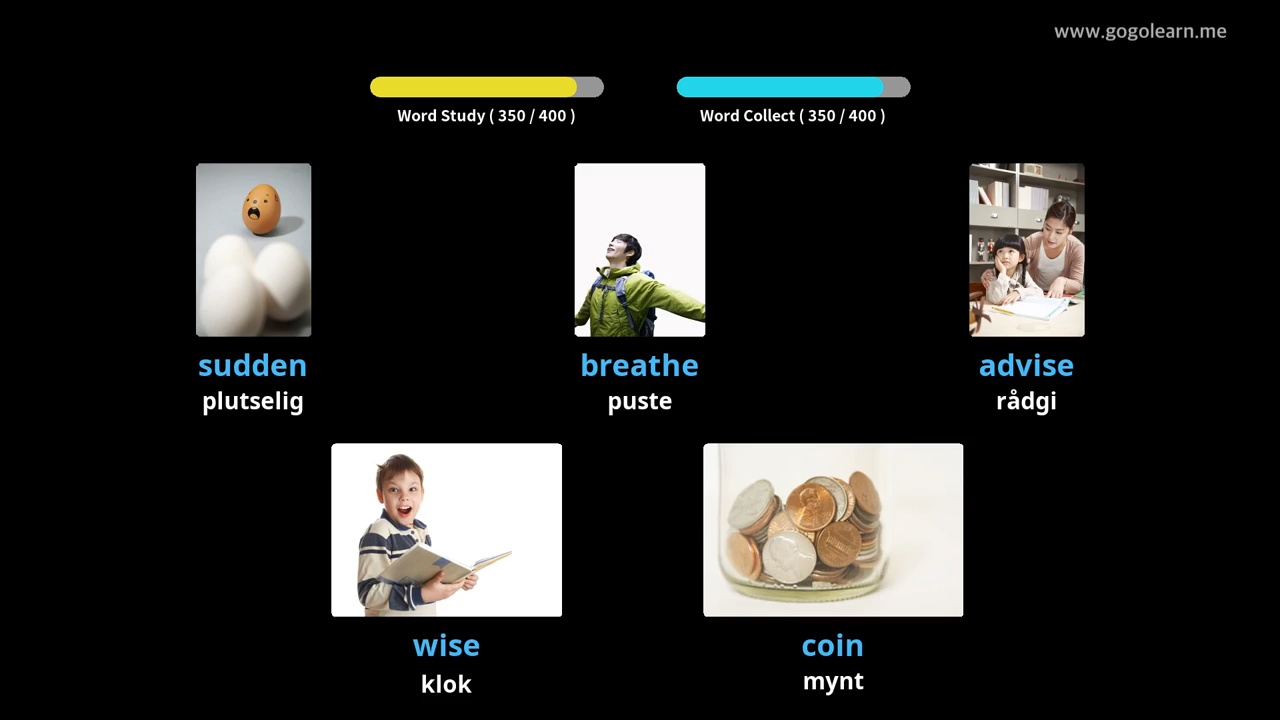 www.gogolearn.me
Word Study ( 350 / 400 )
Word Collect ( 350 / 400 )
sudden
plutselig
breathe
puste
advise
rådgi
wise
klok
coin
mynt